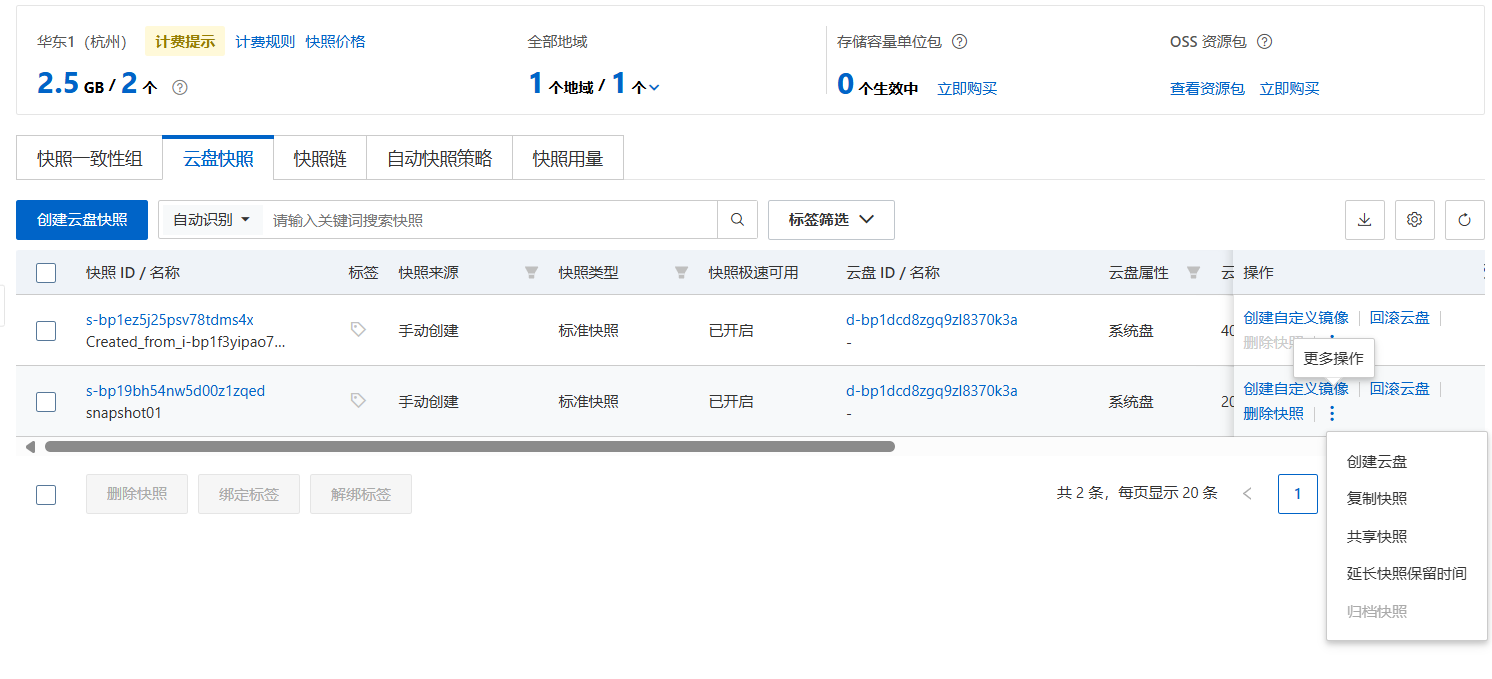 华东1（杭州） 计费提示 计费规则 快照价格 全部地域 存储容量单位包 OSS 资源包
2.5 GB / 2 个 1 个地域 / 1 个 0 个生效中 立即购买 查看资源包 立即购买
快照一致性组 云盘快照 快照链 自动快照策略 快照用量
创建云盘快照 自动识别 请输入关键词搜索快照 标签筛选
快照 ID / 名称 标签 快照来源 快照类型 快照极速可用 云盘 ID / 名称 云盘属性 云 操作
s-bp1ez5j25psv78tdms4x 手动创建 标准快照 已开启 d-bp1dcd8zgq9zl8370k3a 系统盘 40 创建自定义镜像 回滚云盘
Created_from_i-bp1f3yipao7... - 删除快照
更多操作
s-bp19bh54nw5d00z1zqed 手动创建 标准快照 已开启 d-bp1dcd8zgq9zl8370k3a 系统盘 20 创建自定义镜像 回滚云盘
snapshot01 - 删除快照
删除快照 绑定标签 解绑标签 共 2 条，每页显示 20 条 < 1
创建云盘
复制快照
共享快照
延长快照保留时间
归档快照